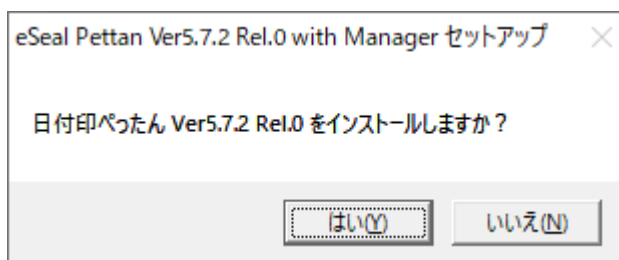 eSeal Pettan Ver5.7.2 Rel.0 with Manager セットアップ
日付印ぺったん Ver5.7.2 Rel.0 をインストールしますか？
はい(Y)
いいえ(N)